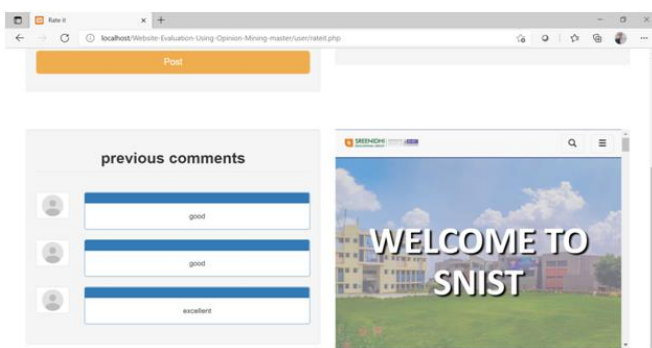 Rate it
localhost/Website-Evaluation-Using-Opinion-Mining-master/user/rateit.php
Post
previous comments
good
good
excellent
SREENIDHI
WELCOME TO
SNIST